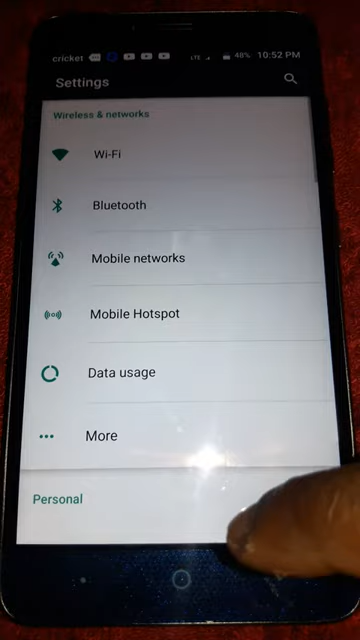 cricket LTE 48% 10:52 PM
Settings
Wireless & networks
Wi-Fi
Bluetooth
Mobile networks
Mobile Hotspot
Data usage
More
Personal